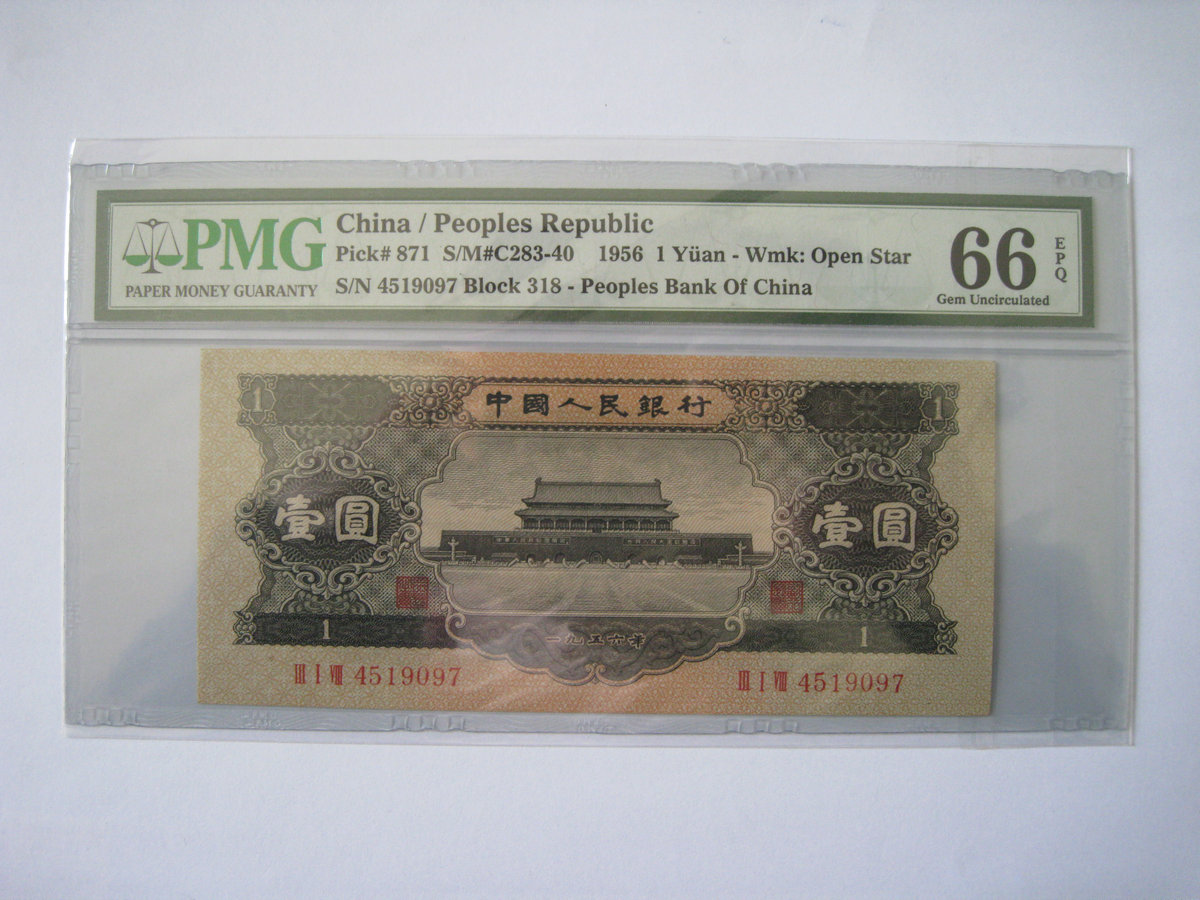 PMG
PAPER MONEY GUARANTY
China / Peoples Republic
Pick# 871 S/M#C283-40 1956 1 Yüan - Wmk: Open Star
S/N 4519097 Block 318 - Peoples Bank Of China
66
EPQ
Gem Uncirculated
1
中國人民銀行
1
壹圓
壹圓
1
一九五六年
1
III I VIII 4519097
III I VIII 4519097